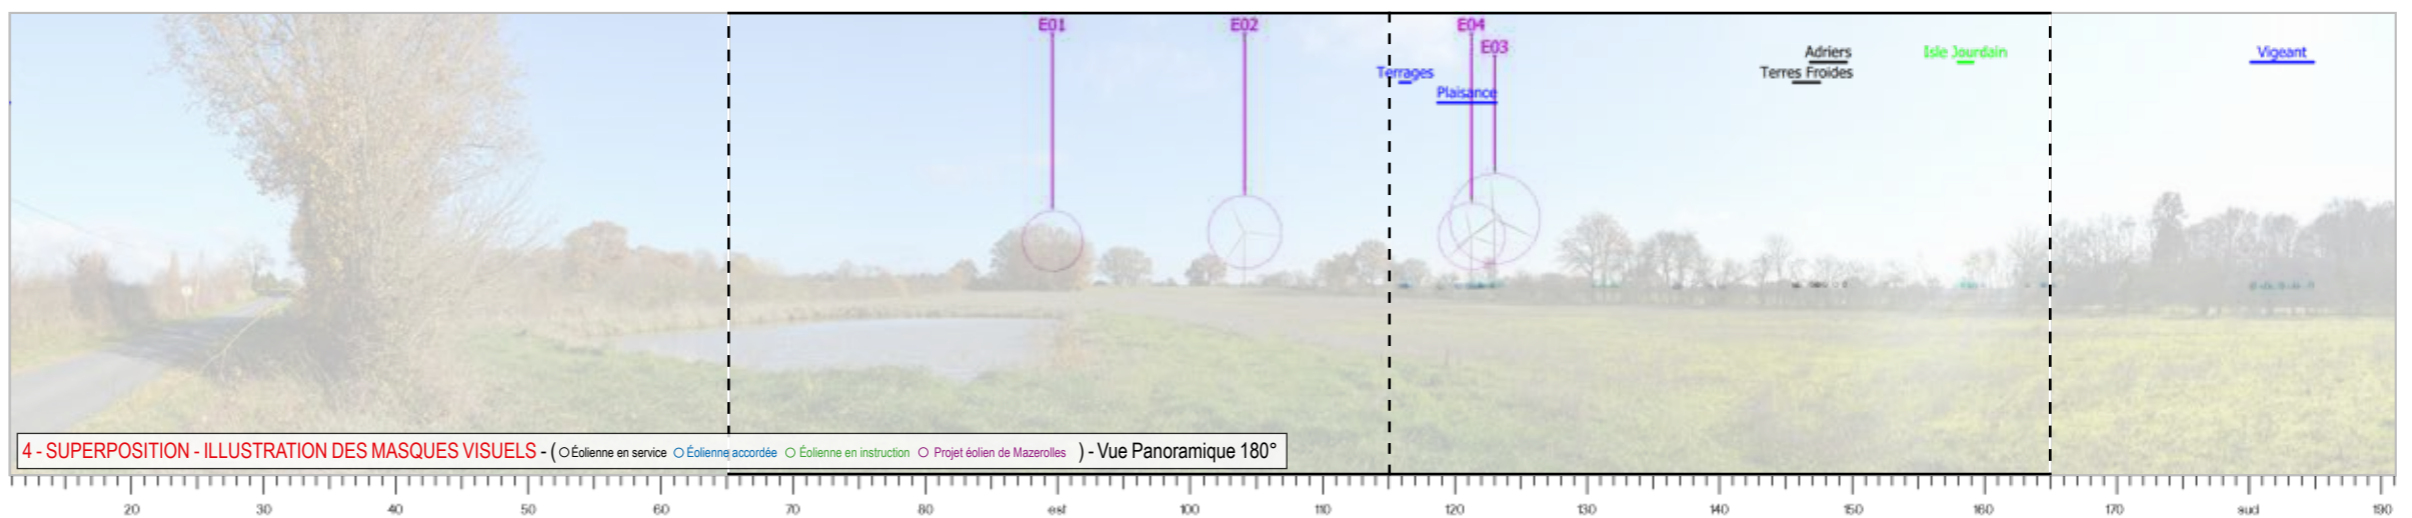 E01
E02
E04
E03
Terrages
Plaisance
Adriers
Terres Froides
Isle Jourdain
Vigeant
4 - SUPERPOSITION - ILLUSTRATION DES MASQUES VISUELS - ( Éolienne en service Éolienne accordée Éolienne en instruction Projet éolien de Mazerolles ) - Vue Panoramique 180°
20 30 40 50 60 70 80 est 100 110 120 130 140 150 160 170 sud 190